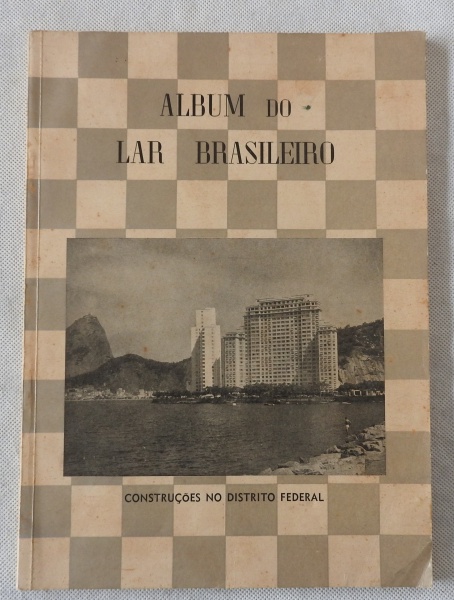 ALBUM DO
LAR BRASILEIRO
CONSTRUÇÕES NO DISTRITO FEDERAL